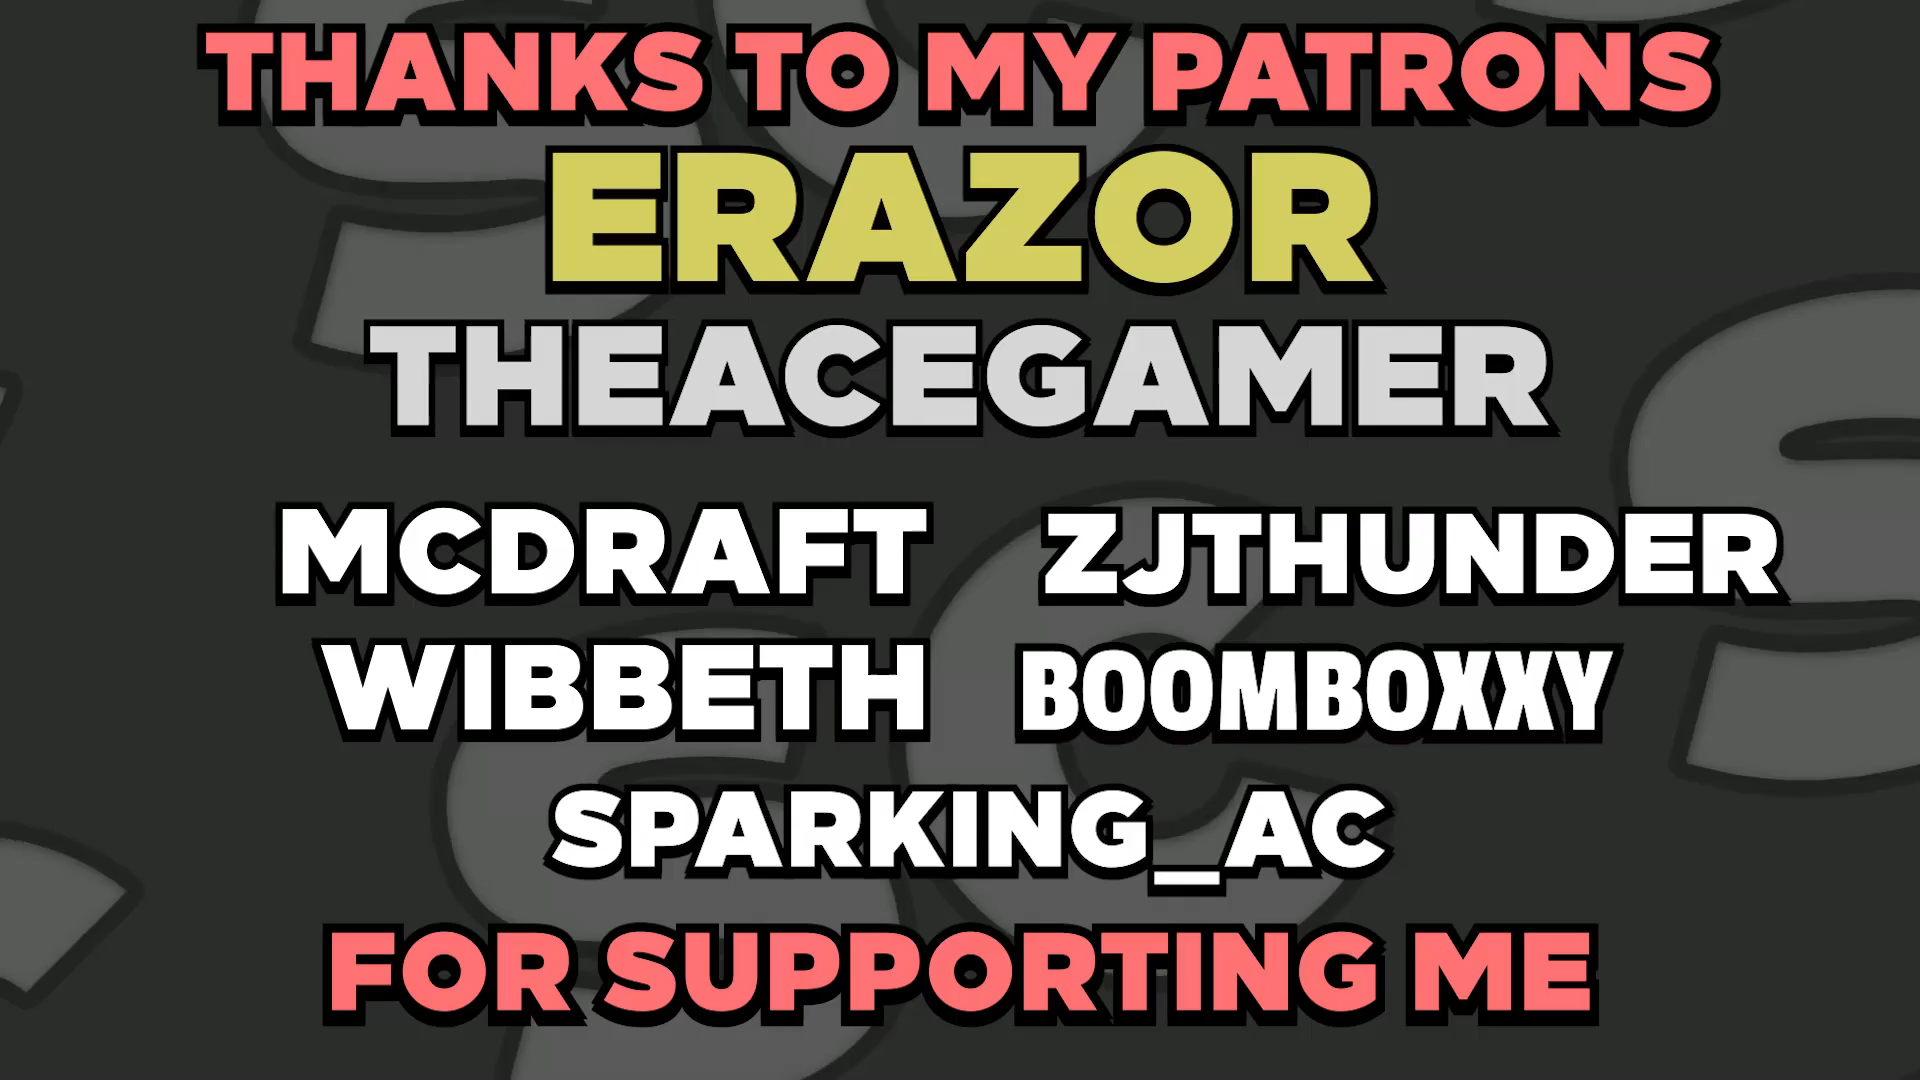 THANKS TO MY PATRONS
ERAZOR
THEACEGAMER
MCDRAFT ZJTHUNDER
WIBBETH BOOMBOXXY
SPARKING_AC
FOR SUPPORTING ME